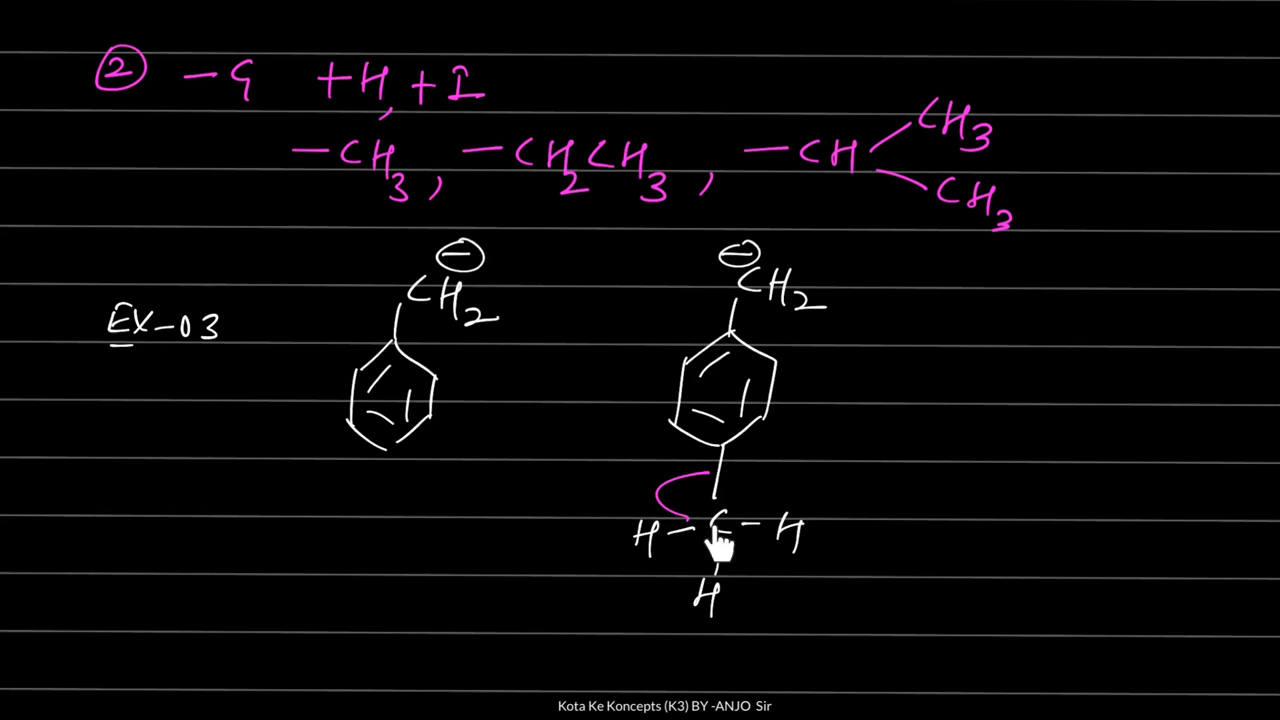 ② –G +H, +I
–CH3, –CH2CH3, –CH
CH3
CH3
⊖ ⊖
CH2 CH2
EX–03
H–C–H
H
Kota Ke Koncepts (K3) BY -ANJO Sir